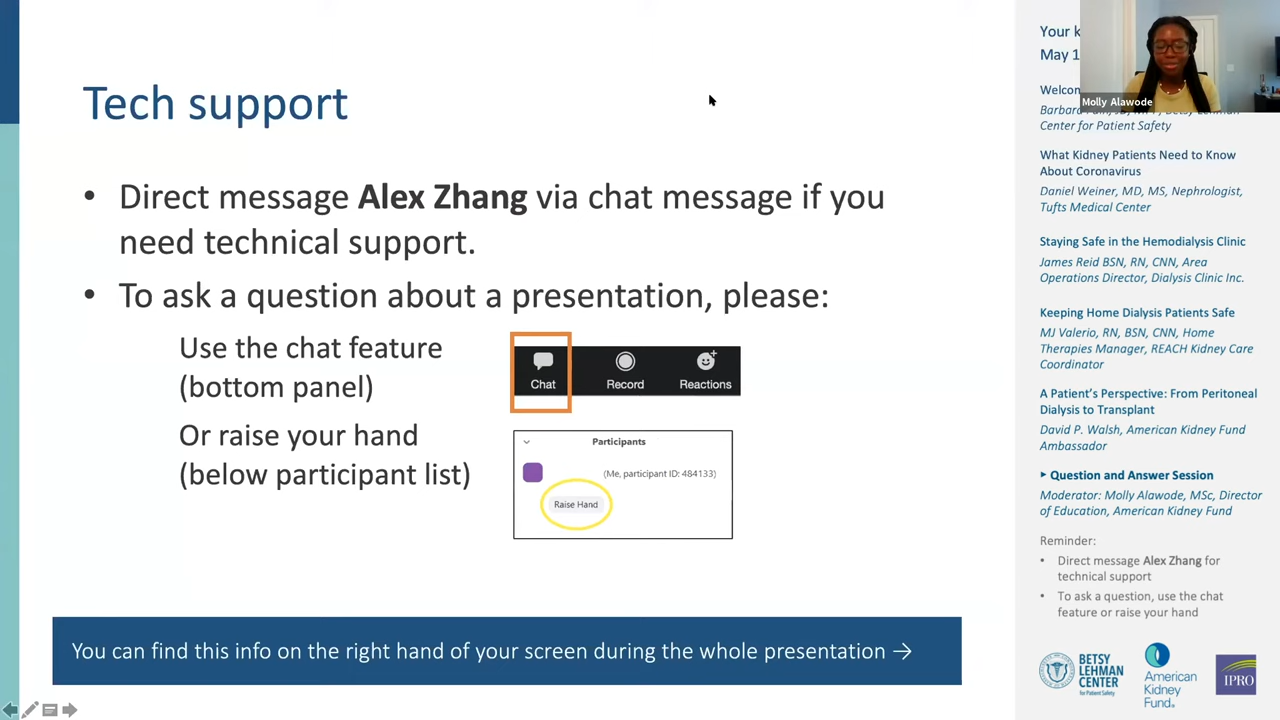 Tech support
• Direct message Alex Zhang via chat message if you
need technical support.
• To ask a question about a presentation, please:
Use the chat feature
(bottom panel)
Or raise your hand
(below participant list)
Chat
Record
Reactions
Participants
(Me, participant ID: 484133)
Raise Hand
You can find this info on the right hand of your screen during the whole presentation →
Your k
May 1
Molly Alawode
Welcom
Center for Patient Safety
What Kidney Patients Need to Know
About Coronavirus
Daniel Weiner, MD, MS, Nephrologist,
Tufts Medical Center
Staying Safe in the Hemodialysis Clinic
James Reid BSN, RN, CNN, Area
Operations Director, Dialysis Clinic Inc.
Keeping Home Dialysis Patients Safe
MJ Valerio, RN, BSN, CNN, Home
Therapies Manager, REACH Kidney Care
Coordinator
A Patient's Perspective: From Peritoneal
Dialysis to Transplant
David P. Walsh, American Kidney Fund
Ambassador
Question and Answer Session
Moderator: Molly Alawode, MSc, Director
of Education, American Kidney Fund
Reminder:
• Direct message Alex Zhang for
technical support
• To ask a question, use the chat
feature or raise your hand
BETSY
LEHMAN
CENTER
for Patient Safety
American
Kidney
Fund®
IPRO